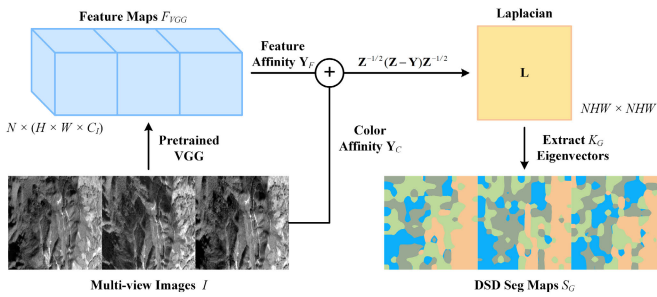 Feature Maps F_VGG
Feature
Affinity Y_F
+
Z^{-1/2}(Z – Y)Z^{-1/2}
Laplacian
L
NHW × NHW
N × (H × W × C_I)
Pretrained
VGG
Color
Affinity Y_C
Extract K_G
Eigenvectors
Multi-view Images I
DSD Seg Maps S_G